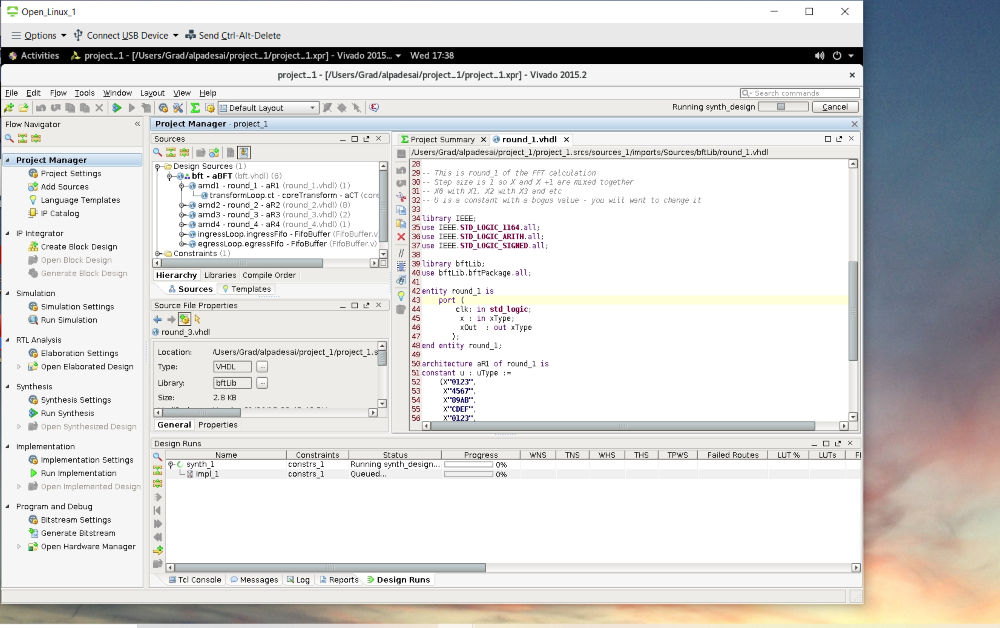 Open_Linux_1
Options Connect USB Device Send Ctrl-Alt-Delete
Activities project_1 - [/Users/Grad/alpadesai/project_1/project_1.xpr] - Vivado 2015... Wed 17:38
project_1 - [/Users/Grad/alpadesai/project_1/project_1.xpr] - Vivado 2015.2
File Edit Flow Tools Window Layout View Help
Search commands
Default Layout
Running synth_design Cancel
Flow Navigator
Project Manager
Project Settings
Add Sources
Language Templates
IP Catalog
IP Integrator
Create Block Design
Open Block Design
Generate Block Design
Simulation
Simulation Settings
Run Simulation
RTL Analysis
Elaboration Settings
Open Elaborated Design
Synthesis
Synthesis Settings
Run Synthesis
Open Synthesized Design
Implementation
Implementation Settings
Run Implementation
Open Implemented Design
Program and Debug
Bitstream Settings
Generate Bitstream
Open Hardware Manager
Project Manager - project_1
Sources
Design Sources (1)
bft - aBFT (bft.vhdl) (6)
arnd1 - round_1 - aR1 (round_1.vhdl) (1)
transformLoop.ct - coreTransform - aCT (core
arnd2 - round_2 - aR2 (round_2.vhdl) (8)
arnd3 - round_3 - aR3 (round_3.vhdl) (2)
arnd4 - round_4 - aR4 (round_4.vhdl) (1)
ingressLoop.ingressFifo - FifoBuffer (FifoBuffer.v)
egressLoop.egressFifo - FifoBuffer (FifoBuffer.v)
Constraints (1)
Hierarchy Libraries Compile Order
Sources Templates
Source File Properties
round_3.vhdl
Location: /Users/Grad/alpadesai/project_1/project_1.s
Type: VHDL
Library: bftLib
Size: 2.8 KB
General Properties
Project Summary round_1.vhdl
/Users/Grad/alpadesai/project_1/project_1.srcs/sources_1/imports/Sources/bftLib/round_1.vhdl
28
29 -- This is round_1 of the FFT calculation
30 -- Step size is 1 so X and X +1 are mixed together
31 -- X0 with X1, X2 with X3 and etc
32 -- U is a constant with a bogus value - you will want to change it
33
34 library IEEE;
35 use IEEE.STD_LOGIC_1164.all;
36 use IEEE.STD_LOGIC_ARITH.all;
37 use IEEE.STD_LOGIC_SIGNED.all;
38
39 library bftLib;
40 use bftLib.bftPackage.all;
41
42 entity round_1 is
43 port (
44 clk: in std_logic;
45 x : in xType;
46 xOut : out xType
47 );
48 end entity round_1;
49
50 architecture aR1 of round_1 is
51 constant u : uType :=
52 (X"0123",
53 X"4567",
54 X"89AB",
55 X"CDEF",
56 X"0123",
Design Runs
Name Constraints Status Progress WNS TNS WHS THS TPWS Failed Routes LUT % LUTs
synth_1 constrs_1 Running synth_design... 0%
impl_1 constrs_1 Queued... 0%
Tcl Console Messages Log Reports Design Runs